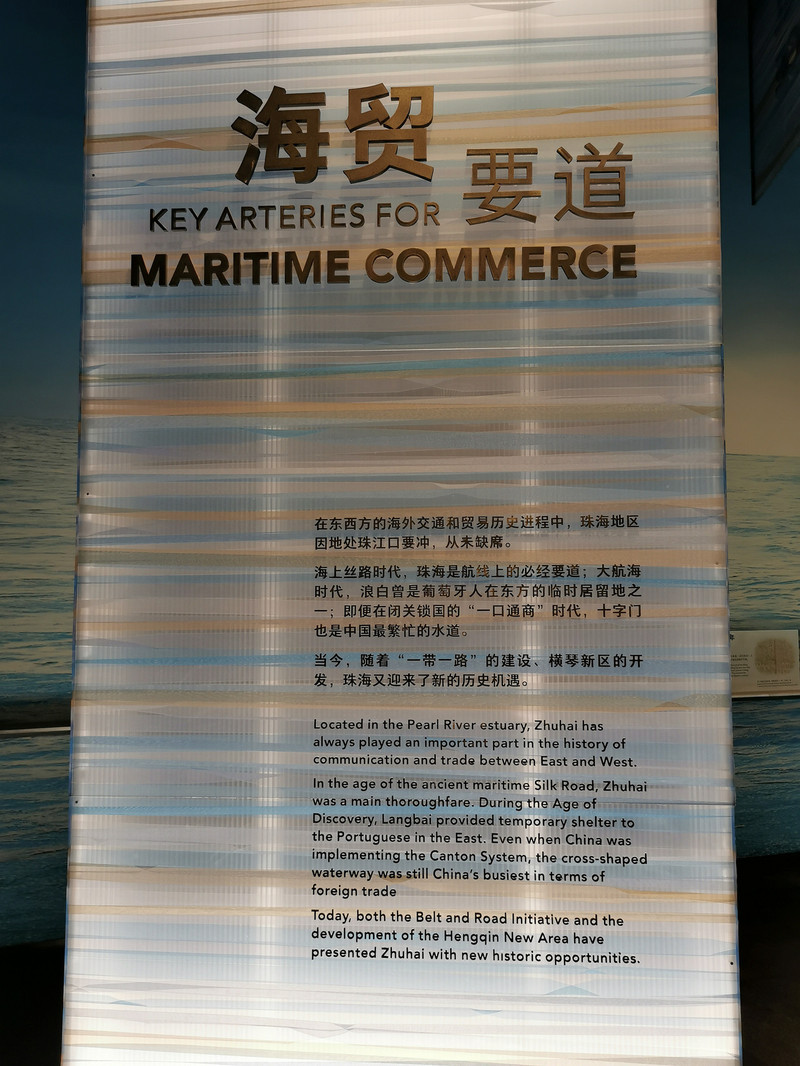 海贸
要道
KEY ARTERIES FOR
MARITIME COMMERCE
在东西方的海外交通和贸易历史进程中，珠海地区
因地处珠江口要冲，从未缺席。
海上丝路时代，珠海是航线上的必经要道；大航海
时代，浪白曾是葡萄牙人在东方的临时居留地之
一；即便在闭关锁国的“一口通商”时代，十字门
也是中国最繁忙的水道。
当今，随着“一带一路”的建设、横琴新区的开
发，珠海又迎来了新的历史机遇。
Located in the Pearl River estuary, Zhuhai has
always played an important part in the history of
communication and trade between East and West.
In the age of the ancient maritime Silk Road, Zhuhai
was a main thoroughfare. During the Age of
Discovery, Langbai provided temporary shelter to
the Portuguese in the East. Even when China was
implementing the Canton System, the cross-shaped
waterway was still China's busiest in terms of
foreign trade
Today, both the Belt and Road Initiative and the
development of the Hengqin New Area have
presented Zhuhai with new historic opportunities.